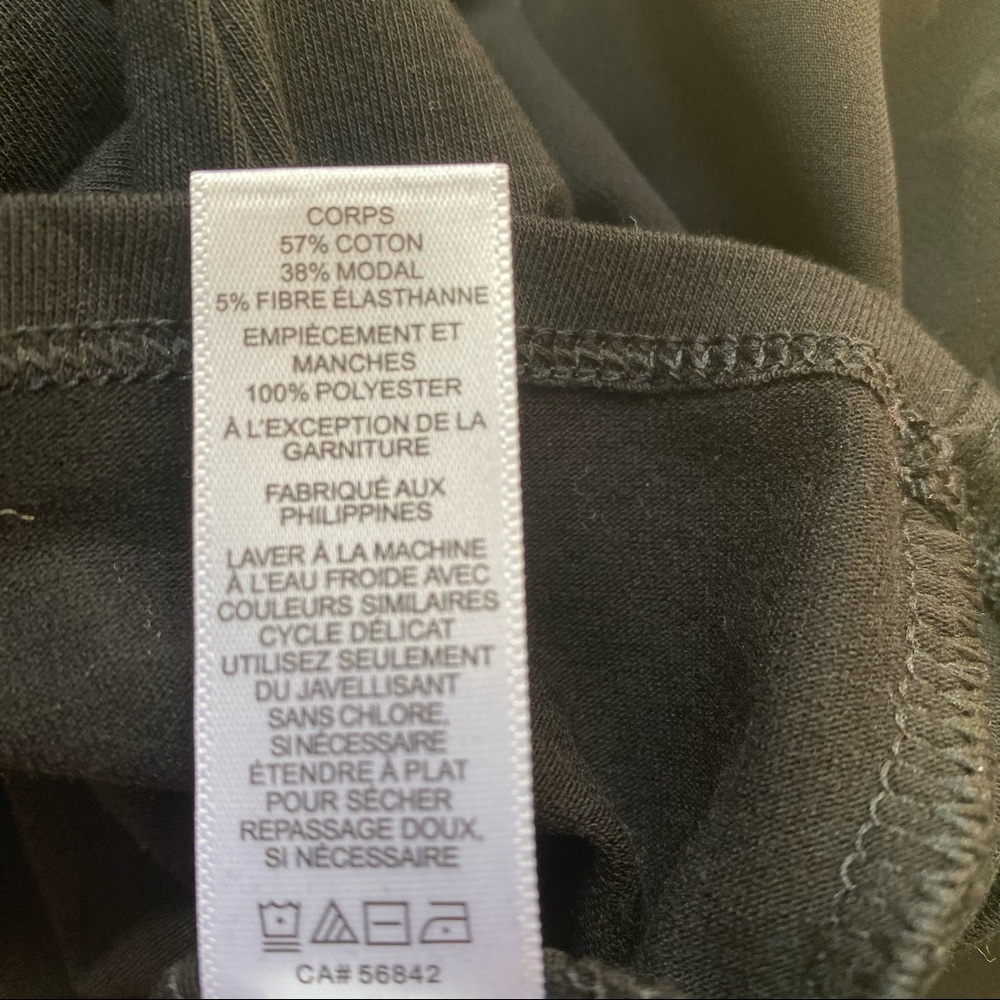 CORPS
57% COTON
38% MODAL
5% FIBRE ÉLASTHANNE
EMPIÈCEMENT ET
MANCHES
100% POLYESTER
À L'EXCEPTION DE LA
GARNITURE
FABRIQUÉ AUX
PHILIPPINES
LAVER À LA MACHINE
À L'EAU FROIDE AVEC
COULEURS SIMILAIRES
CYCLE DÉLICAT
UTILISEZ SEULEMENT
DU JAVELLISANT
SANS CHLORE,
SI NÉCESSAIRE
ÉTENDRE À PLAT
POUR SÉCHER
REPASSAGE DOUX,
SI NÉCESSAIRE
CA# 56842